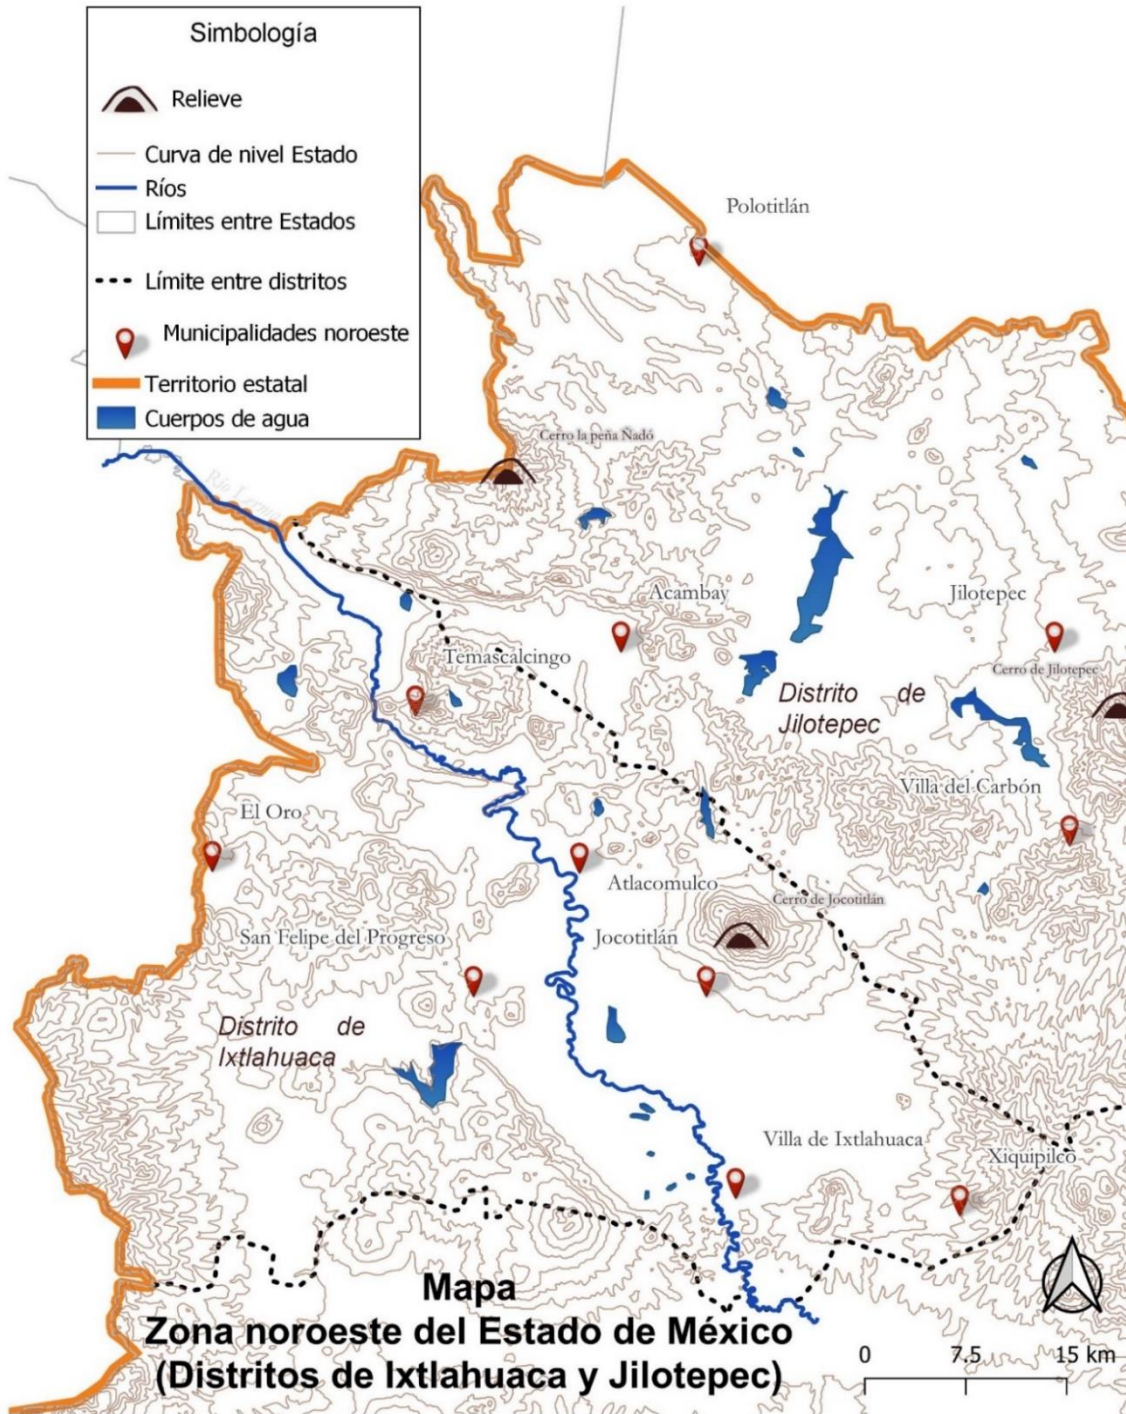 Simbología
Relieve
Curva de nivel Estado
Ríos
Límites entre Estados
Límite entre distritos
Municipalidades noroeste
Territorio estatal
Cuerpos de agua
Polotitlán
Cerro la peña Ñadó
Río Lerma
Acambay
Jilotepec
Temascalcingo
Cerro de Jilotepec
Distrito de
Jilotepec
Villa del Carbón
El Oro
Atlacomulco
Cerro de Jocotitlán
San Felipe del Progreso
Jocotitlán
Distrito de
Ixtlahuaca
Villa de Ixtlahuaca
Xiquipilco
Mapa
Zona noroeste del Estado de México
(Distritos de Ixtlahuaca y Jilotepec)
0 7.5 15 km